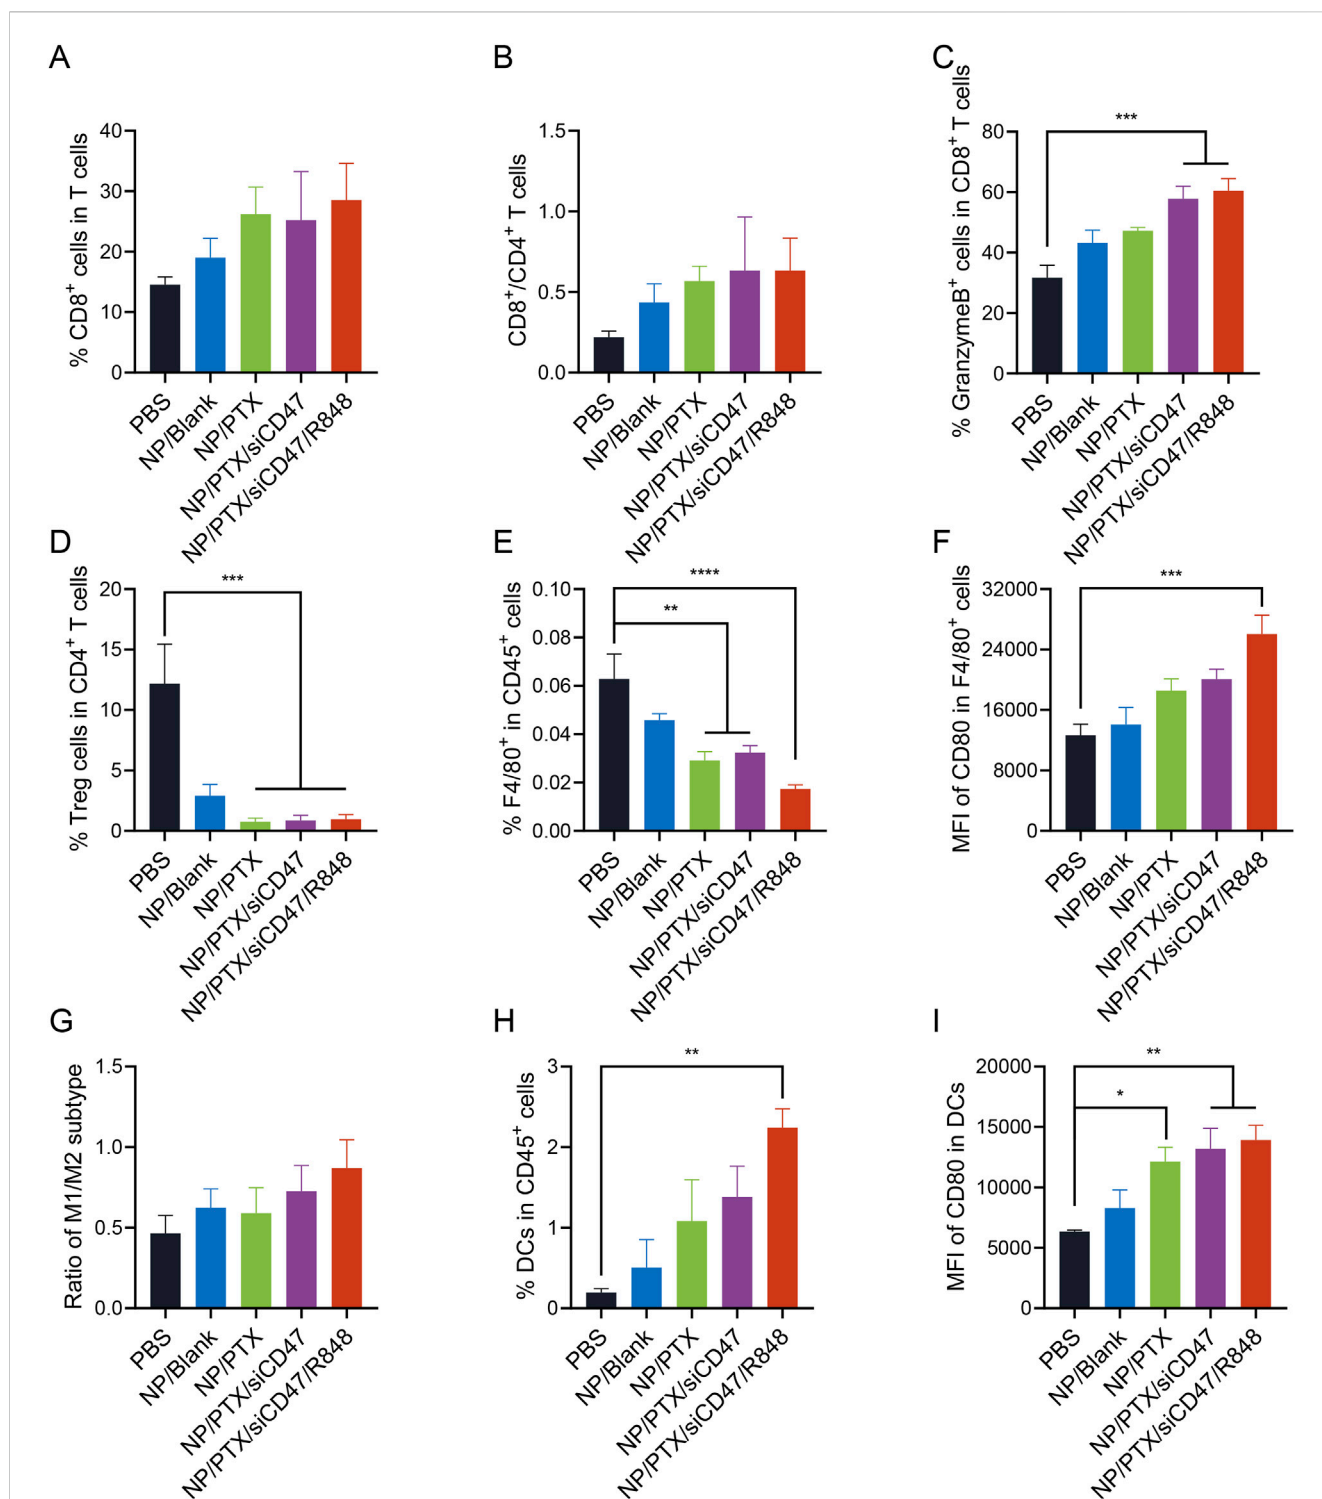 A
B
C
% CD8⁺ cells in T cells
40
30
20
10
0
PBS
NP/Blank
NP/PTX
NP/PTX/siCD47
NP/PTX/siCD47/R848
CD8⁺/CD4⁺ T cells
1.5
1.0
0.5
0.0
PBS
NP/Blank
NP/PTX
NP/PTX/siCD47
NP/PTX/siCD47/R848
% GranzymeB⁺ cells in CD8⁺ T cells
80
60
40
20
0
***
PBS
NP/Blank
NP/PTX
NP/PTX/siCD47
NP/PTX/siCD47/R848
D
E
F
% Treg cells in CD4⁺ T cells
20
15
10
5
0
***
PBS
NP/Blank
NP/PTX
NP/PTX/siCD47
NP/PTX/siCD47/R848
% F4/80⁺ in CD45⁺ cells
0.10
0.08
0.06
0.04
0.02
0.00
****
**
PBS
NP/Blank
NP/PTX
NP/PTX/siCD47
NP/PTX/siCD47/R848
MFI of CD80 in F4/80⁺ cells
32000
24000
16000
8000
0
***
PBS
NP/Blank
NP/PTX
NP/PTX/siCD47
NP/PTX/siCD47/R848
G
H
I
Ratio of M1/M2 subtype
1.5
1.0
0.5
0.0
PBS
NP/Blank
NP/PTX
NP/PTX/siCD47
NP/PTX/siCD47/R848
% DCs in CD45⁺ cells
3
2
1
0
**
PBS
NP/Blank
NP/PTX
NP/PTX/siCD47
NP/PTX/siCD47/R848
MFI of CD80 in DCs
20000
15000
10000
5000
0
**
*
PBS
NP/Blank
NP/PTX
NP/PTX/siCD47
NP/PTX/siCD47/R848